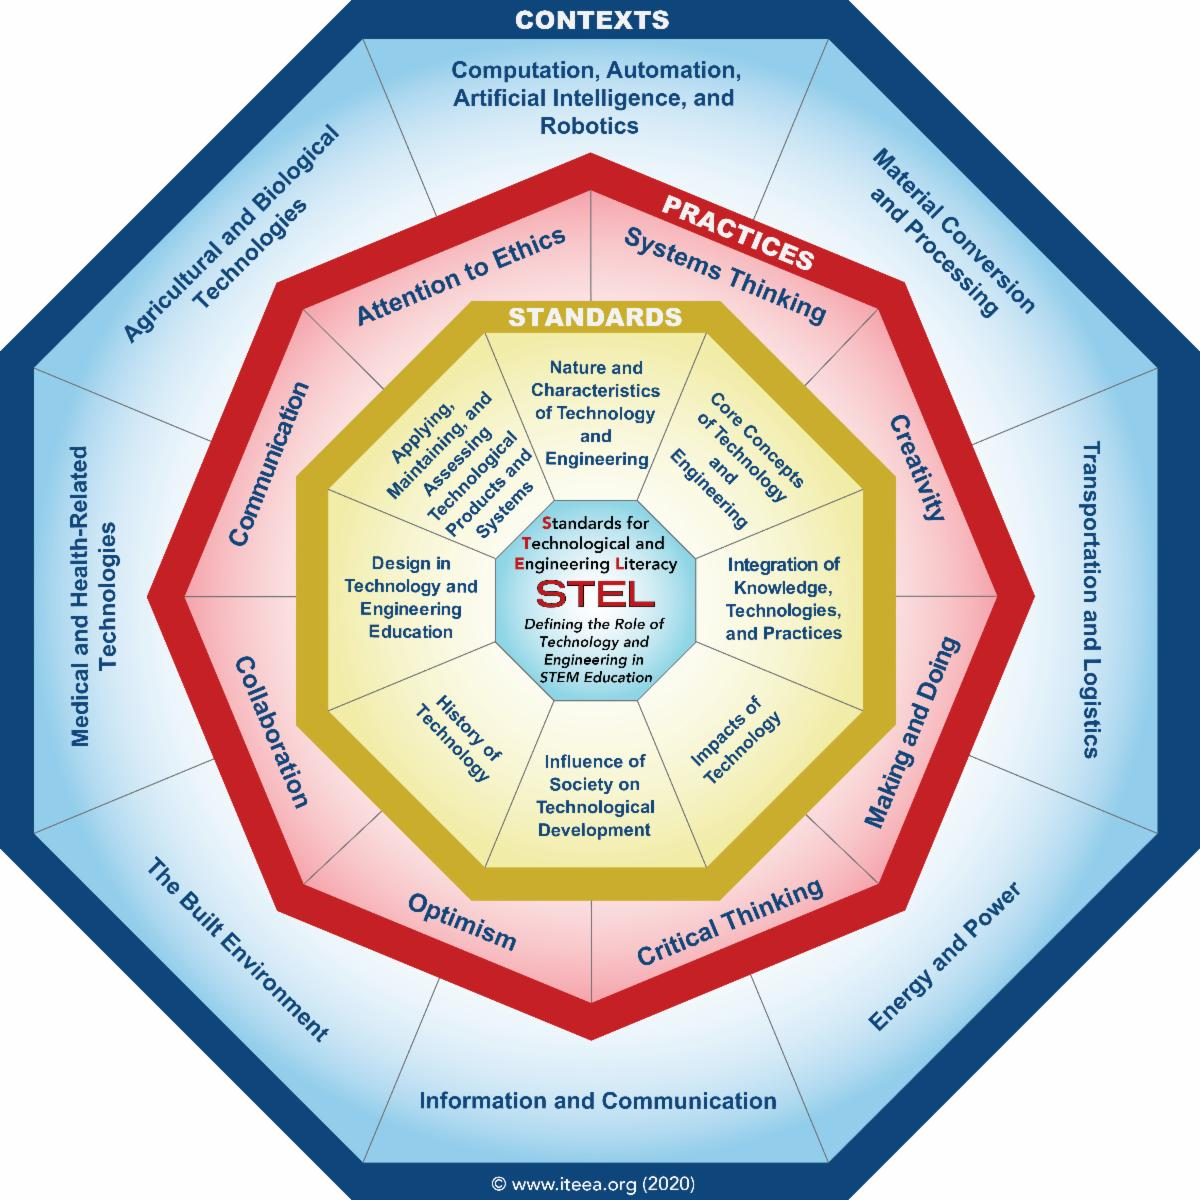 CONTEXTS
Computation, Automation,
Artificial Intelligence, and
Robotics
Material Conversion
and Processing
Transportation and Logistics
Energy and Power
Information and Communication
The Built Environment
Medical and Health-Related
Technologies
Agricultural and Biological
Technologies
PRACTICES
Systems Thinking
Creativity
Making and Doing
Critical Thinking
Optimism
Collaboration
Communication
Attention to Ethics
STANDARDS
Nature and
Characteristics
of Technology
and
Engineering
Core Concepts
of Technology
and
Engineering
Integration of
Knowledge,
Technologies,
and Practices
Impacts of
Technology
Influence of
Society on
Technological
Development
History of
Technology
Design in
Technology and
Engineering
Education
Applying,
Maintaining, and
Assessing
Technological
Products and
Systems
Standards for
Technological and
Engineering Literacy
STEL
Defining the Role of
Technology and
Engineering in
STEM Education
© www.iteea.org (2020)